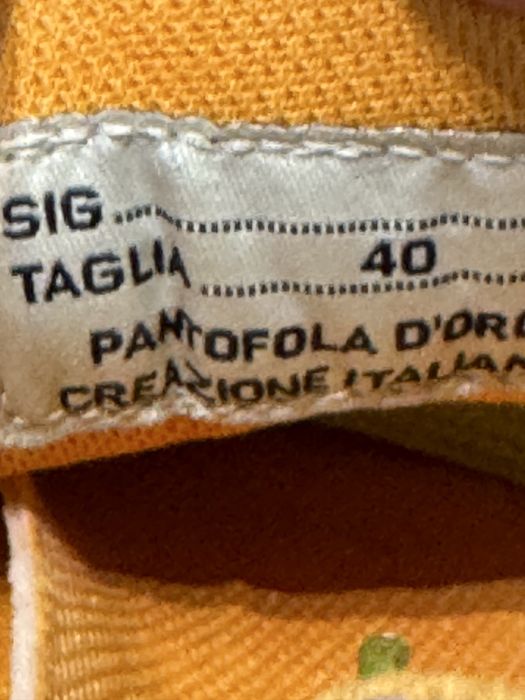 SIG..............................
TAGLIA.........40.........
PANTOFOLA D'OR
CREAZIONE ITALIAN